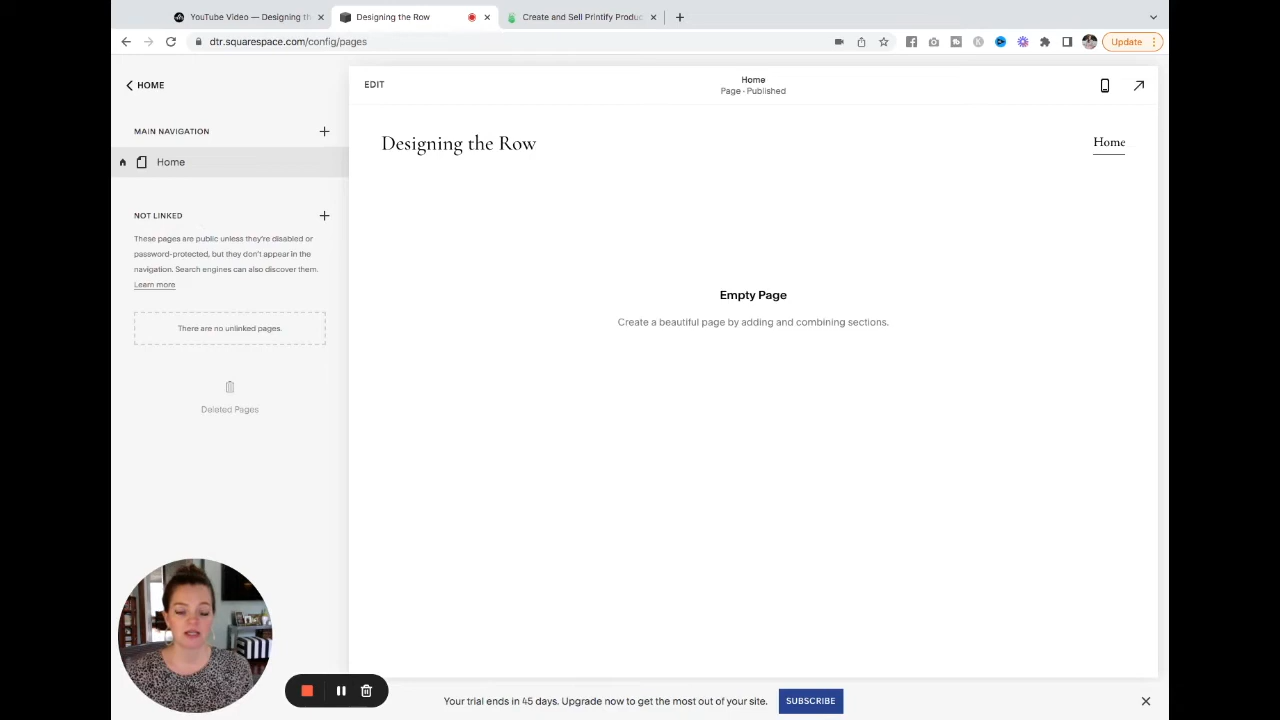 YouTube Video — Designing th
Designing the Row
Create and Sell Printify Produc
dtr.squarespace.com/config/pages
Update
HOME
EDIT
Home
Page · Published
MAIN NAVIGATION
Home
Designing the Row
Home
NOT LINKED
These pages are public unless they're disabled or
password-protected, but they don't appear in the
navigation. Search engines can also discover them.
Learn more
There are no unlinked pages.
Deleted Pages
Empty Page
Create a beautiful page by adding and combining sections.
Your trial ends in 45 days. Upgrade now to get the most out of your site.
SUBSCRIBE